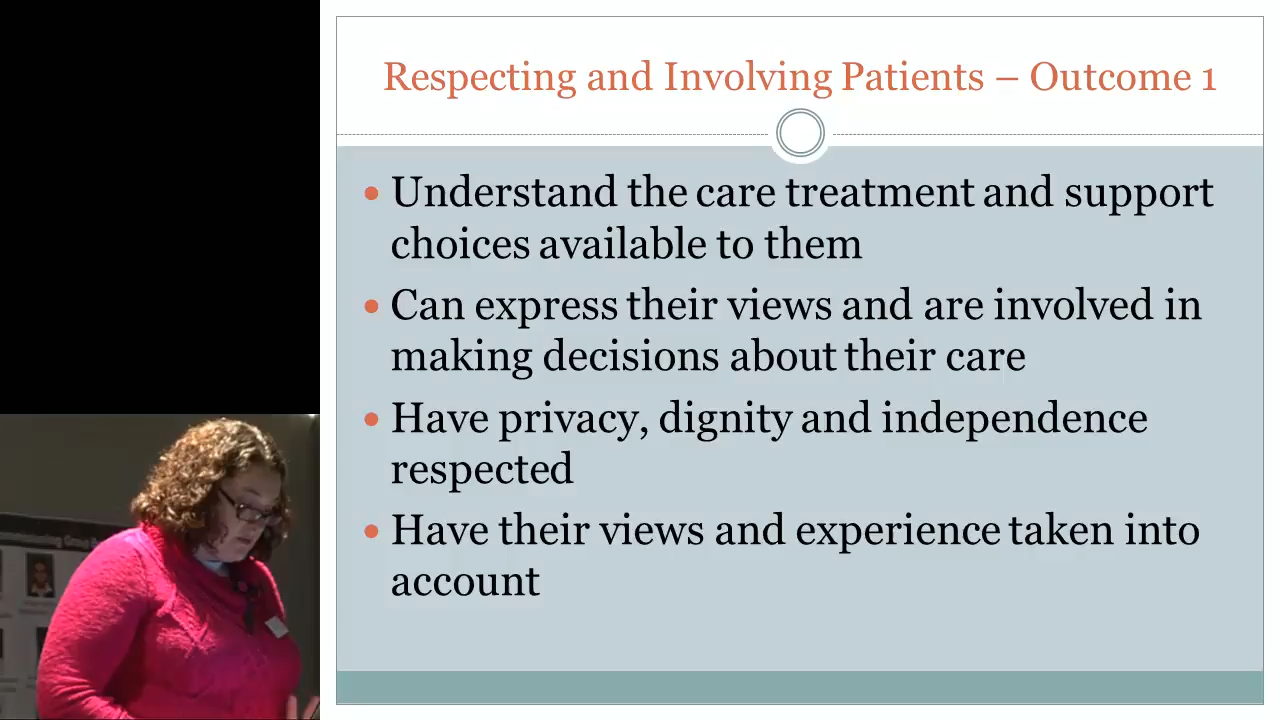 Respecting and Involving Patients – Outcome 1
• Understand the care treatment and support
choices available to them
• Can express their views and are involved in
making decisions about their care
• Have privacy, dignity and independence
respected
• Have their views and experience taken into
account